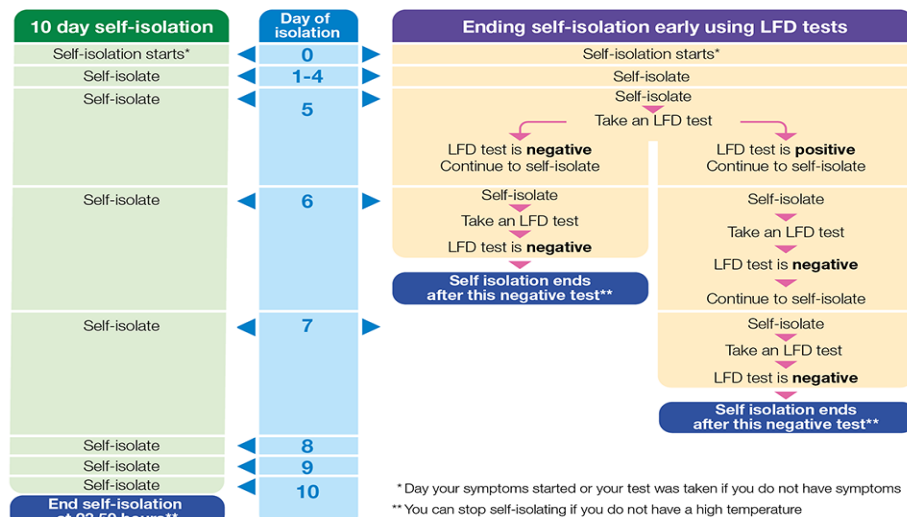 10 day self-isolation
Day of
isolation
Ending self-isolation early using LFD tests
Self-isolation starts*
0
Self-isolation starts*
Self-isolate
1-4
Self-isolate
Self-isolate
5
Self-isolate
Take an LFD test
LFD test is negative
Continue to self-isolate
LFD test is positive
Continue to self-isolate
Self-isolate
6
Self-isolate
Take an LFD test
LFD test is negative
Self isolation ends
after this negative test**
Self-isolate
Take an LFD test
LFD test is negative
Continue to self-isolate
Self-isolate
7
Self-isolate
Take an LFD test
LFD test is negative
Self isolation ends
after this negative test**
Self-isolate
8
Self-isolate
9
Self-isolate
10
End self-isolation
at 23.59 hours**
* Day your symptoms started or your test was taken if you do not have symptoms
** You can stop self-isolating if you do not have a high temperature